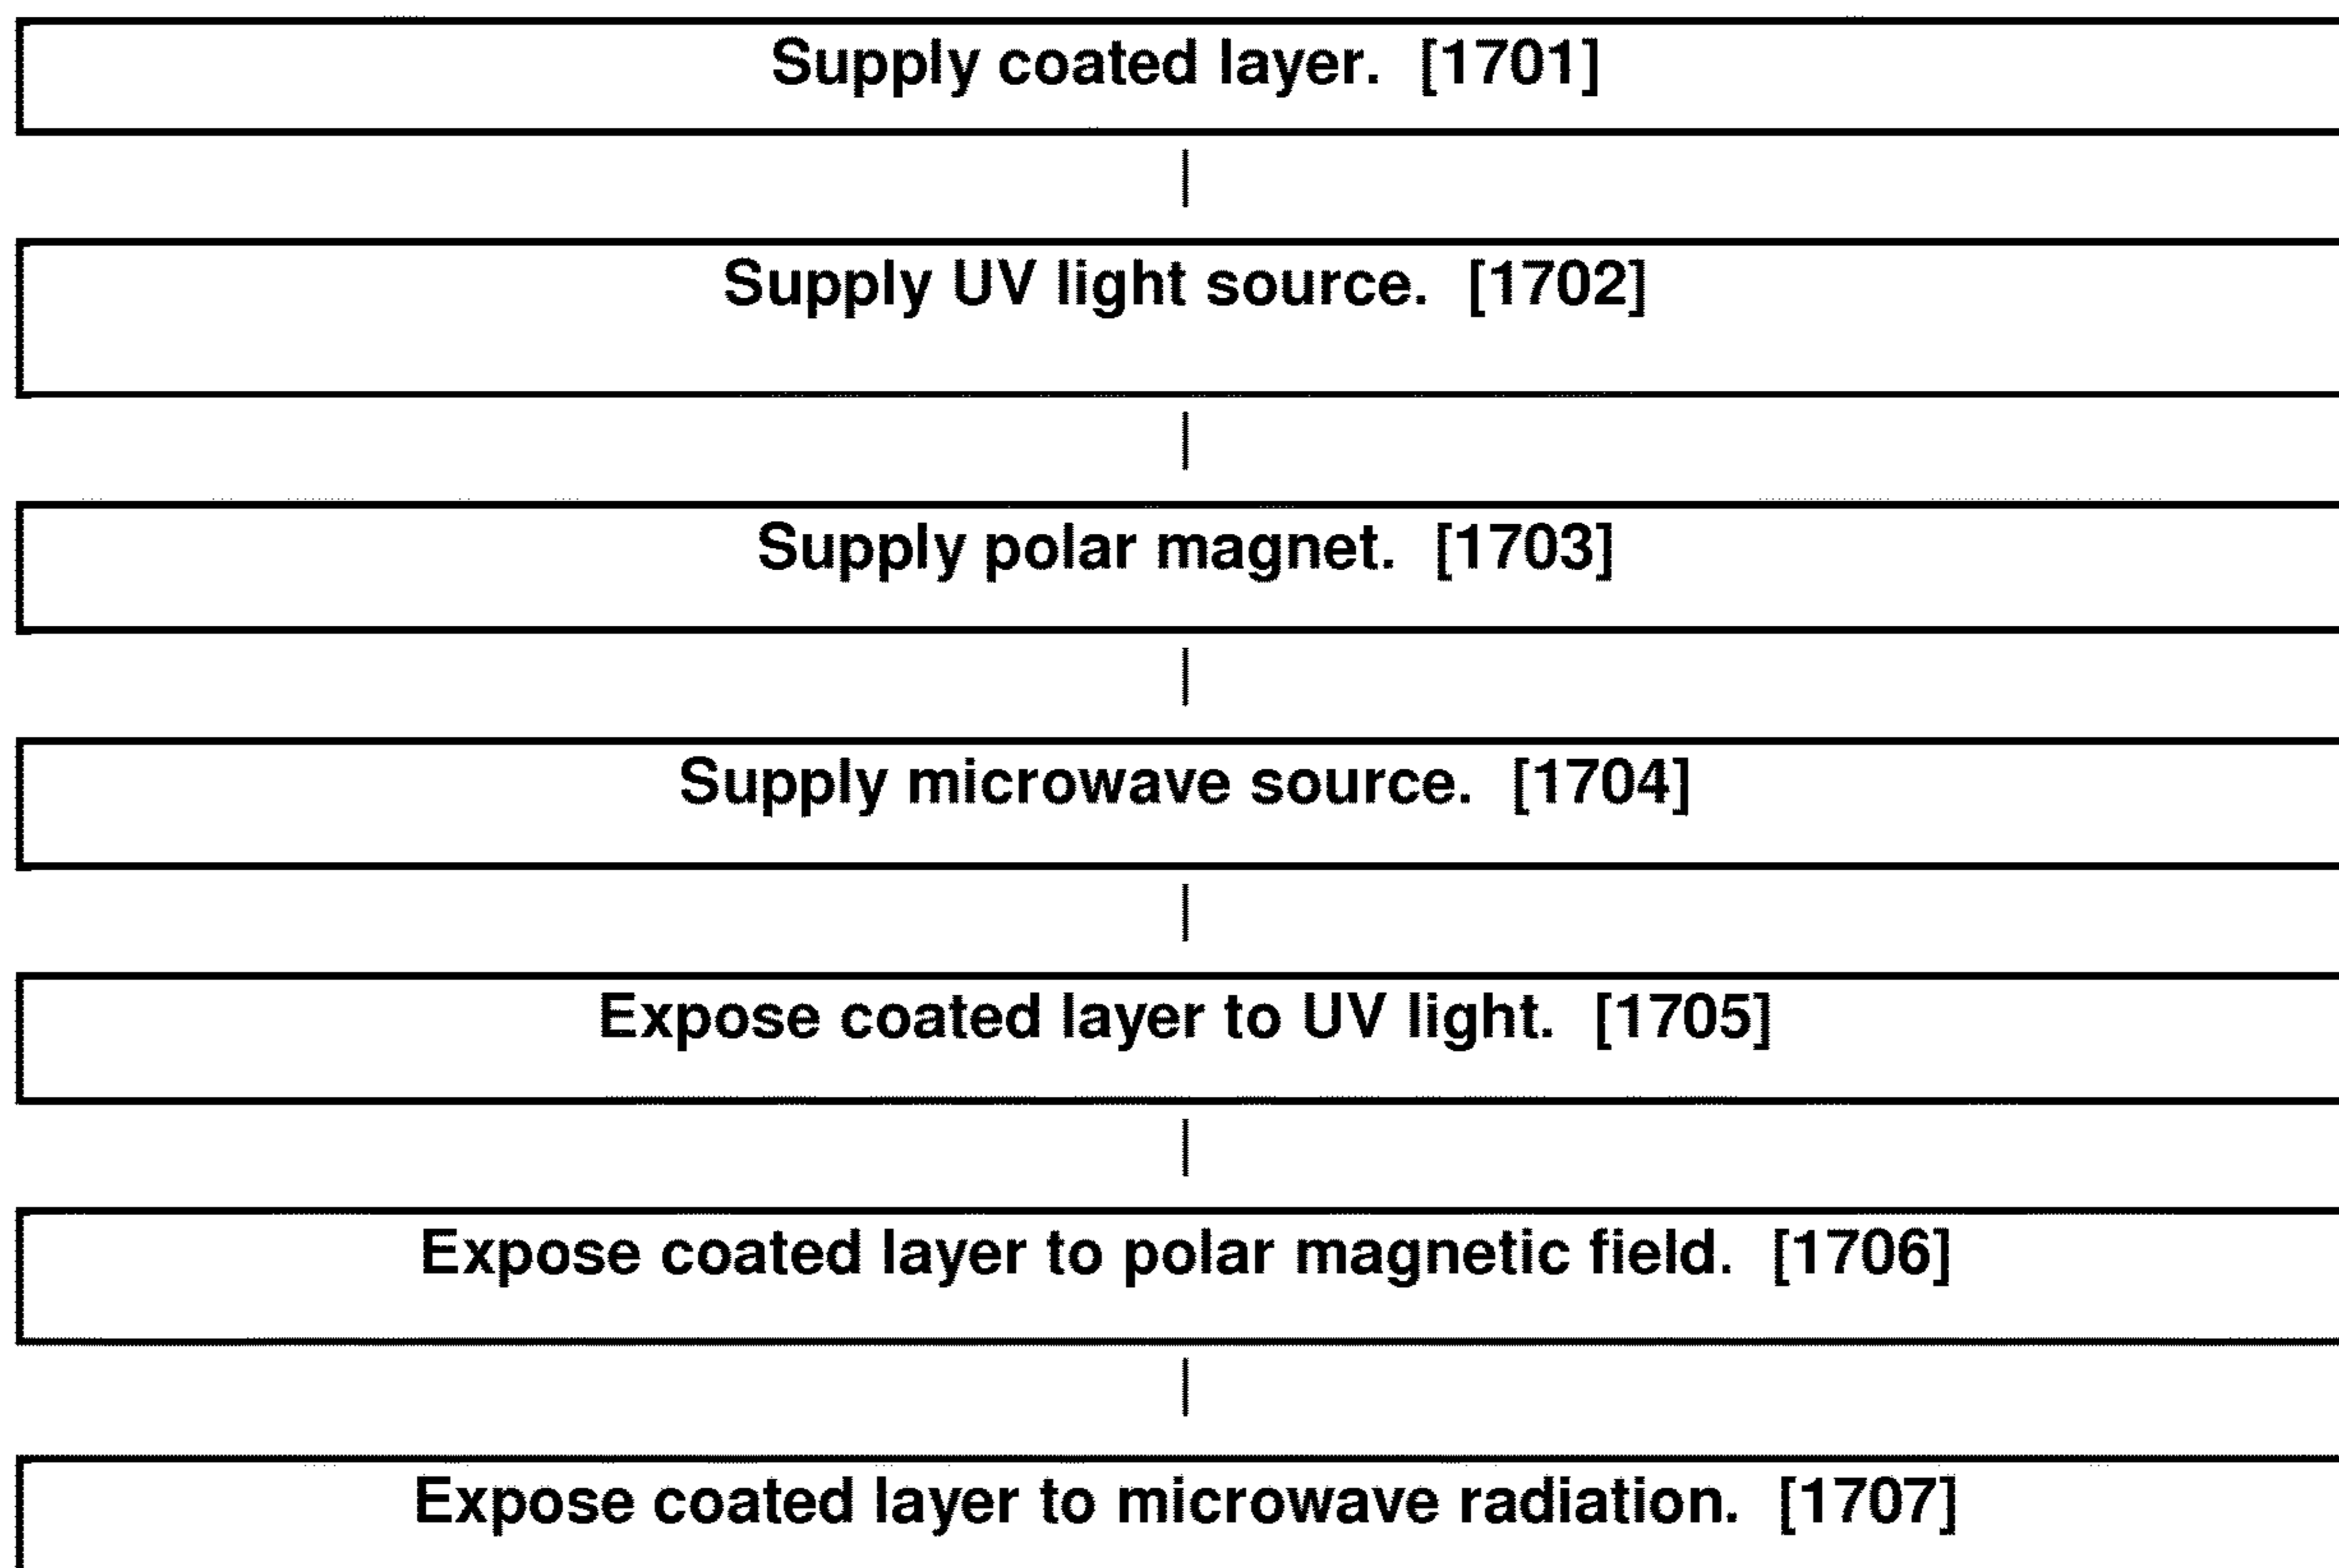 Supply coated layer. [1701]
Supply UV light source. [1702]
Supply polar magnet. [1703]
Supply microwave source. [1704]
Expose coated layer to UV light. [1705]
Expose coated layer to polar magnetic field. [1706]
Expose coated layer to microwave radiation. [1707]